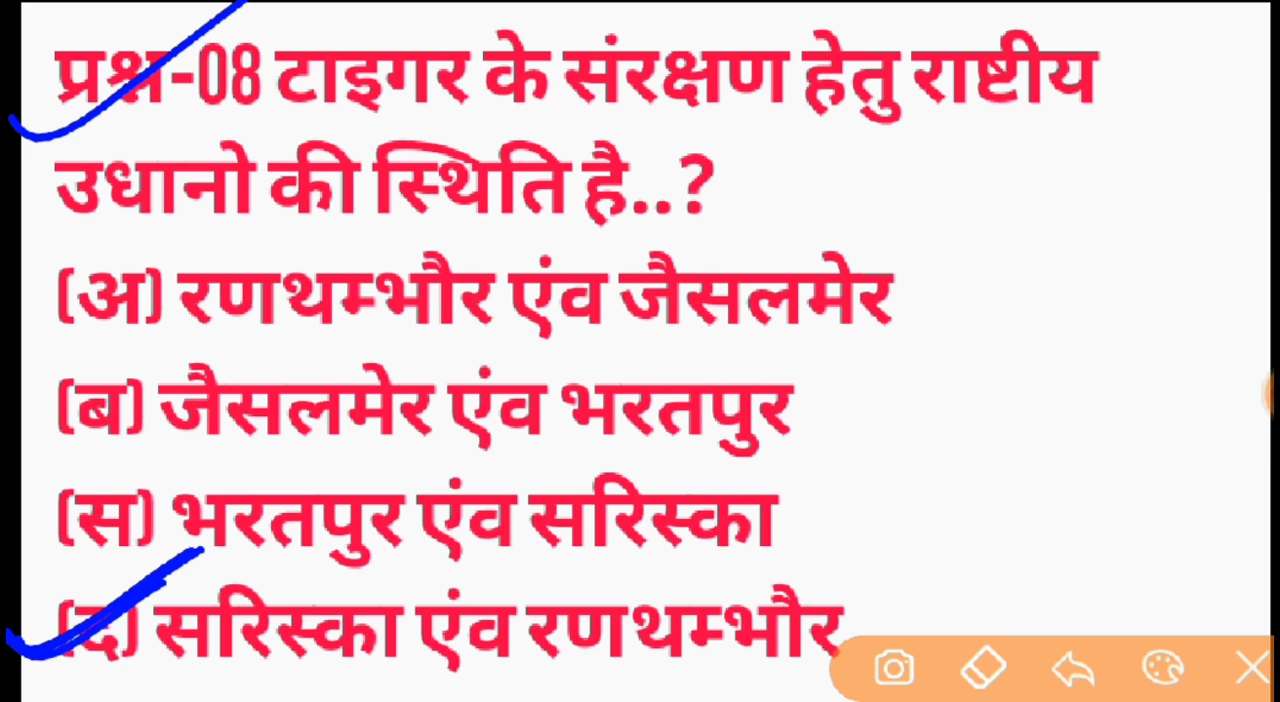 प्रश्न-08 टाइगर के संरक्षण हेतु राष्टीय
उधानो की स्थिति है..?
(अ) रणथम्भौर एंव जैसलमेर
(ब) जैसलमेर एंव भरतपुर
(स) भरतपुर एंव सरिस्का
(द) सरिस्का एंव रणथम्भौर